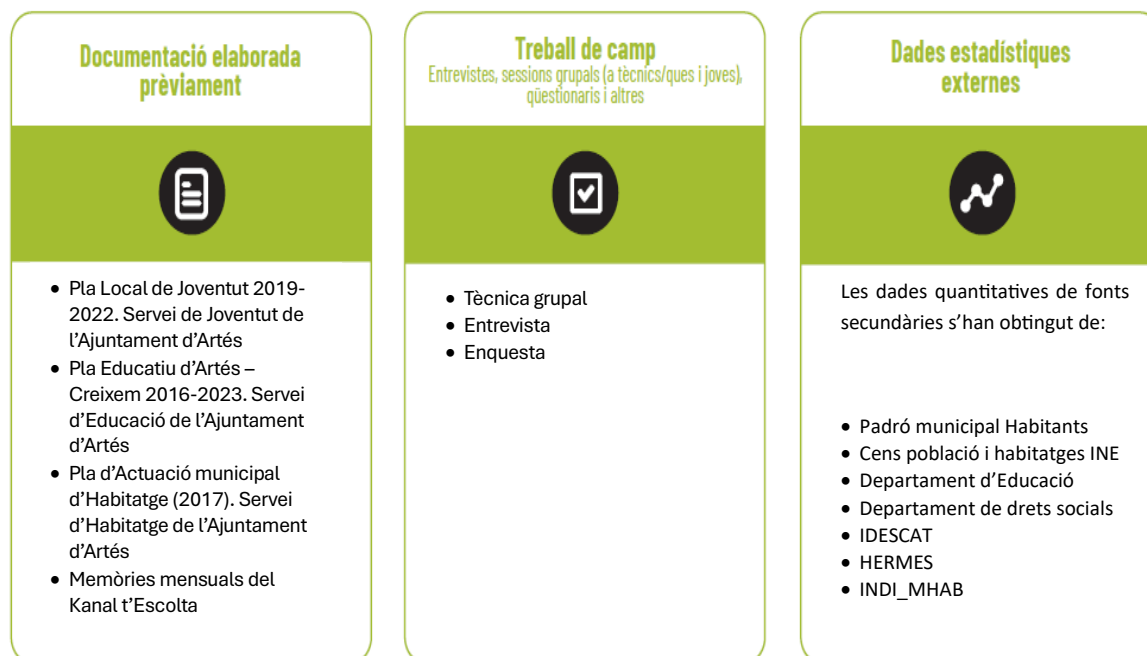 Documentació elaborada
prèviament
• Pla Local de Joventut 2019-
2022. Servei de Joventut de
l'Ajuntament d'Artés
• Pla Educatiu d'Artés –
Creixem 2016-2023. Servei
d'Educació de l'Ajuntament
d'Artés
• Pla d'Actuació municipal
d'Habitatge (2017). Servei
d'Habitatge de l'Ajuntament
d'Artés
• Memòries mensuals del
Kanal t'Escolta
Treball de camp
Entrevistes, sessions grupals (a tècnics/ques i joves),
qüestionaris i altres
• Tècnica grupal
• Entrevista
• Enquesta
Dades estadístiques
externes
Les dades quantitatives de fonts
secundàries s'han obtingut de:
• Padró municipal Habitants
• Cens població i habitatges INE
• Departament d'Educació
• Departament de drets socials
• IDESCAT
• HERMES
• INDI_MHAB